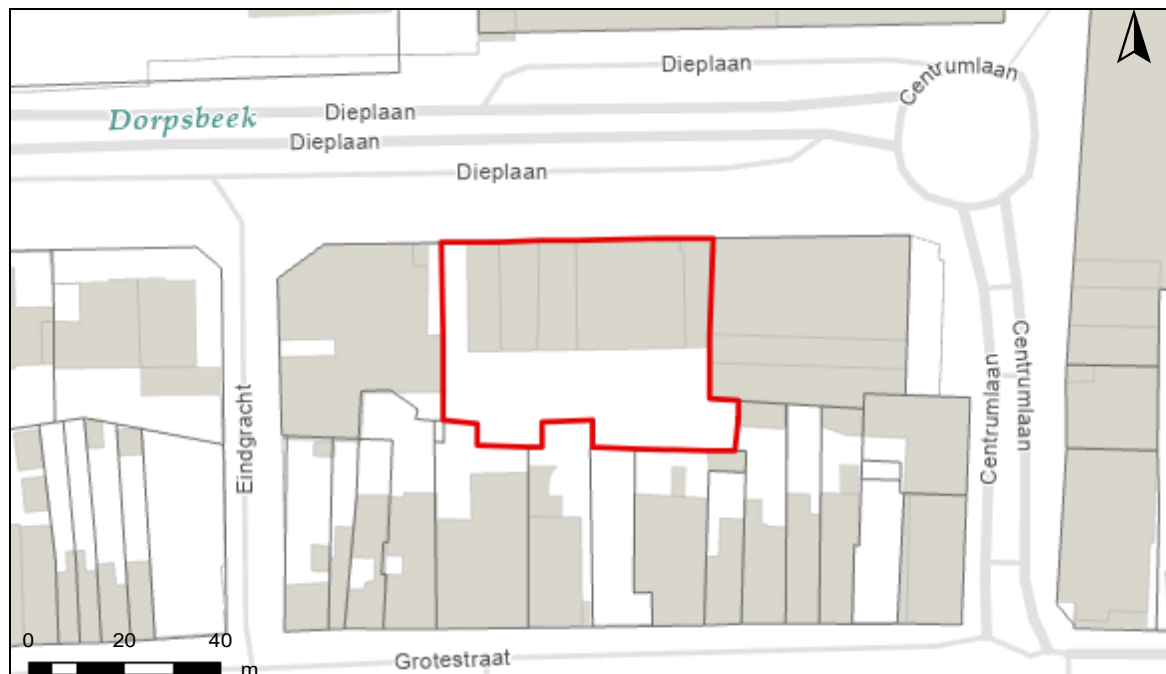 Dieplaan
Centrumlaan
Dieplaan
Dorpsbeek
Dieplaan
Dieplaan
Eindgracht
Centrumlaan
Centrumlaan
0 20 40
m
Grotestraat